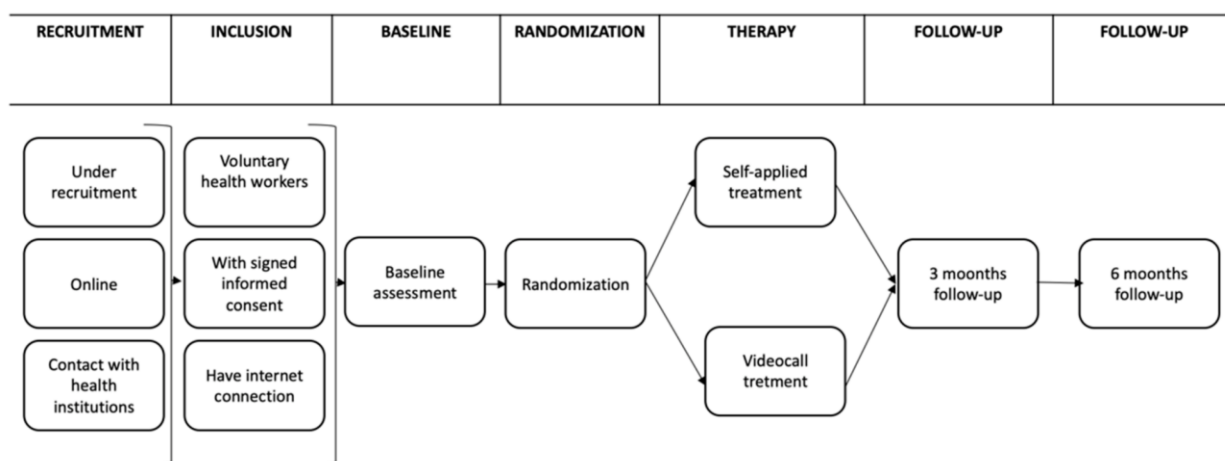 RECRUITMENT
INCLUSION
BASELINE
RANDOMIZATION
THERAPY
FOLLOW-UP
FOLLOW-UP
Under
recruitment
Online
Contact with
health
institutions
Voluntary
health workers
With signed
informed
consent
Have internet
connection
Baseline
assessment
Randomization
Self-applied
treatment
Videocall
tretment
3 moonths
follow-up
6 moonths
follow-up